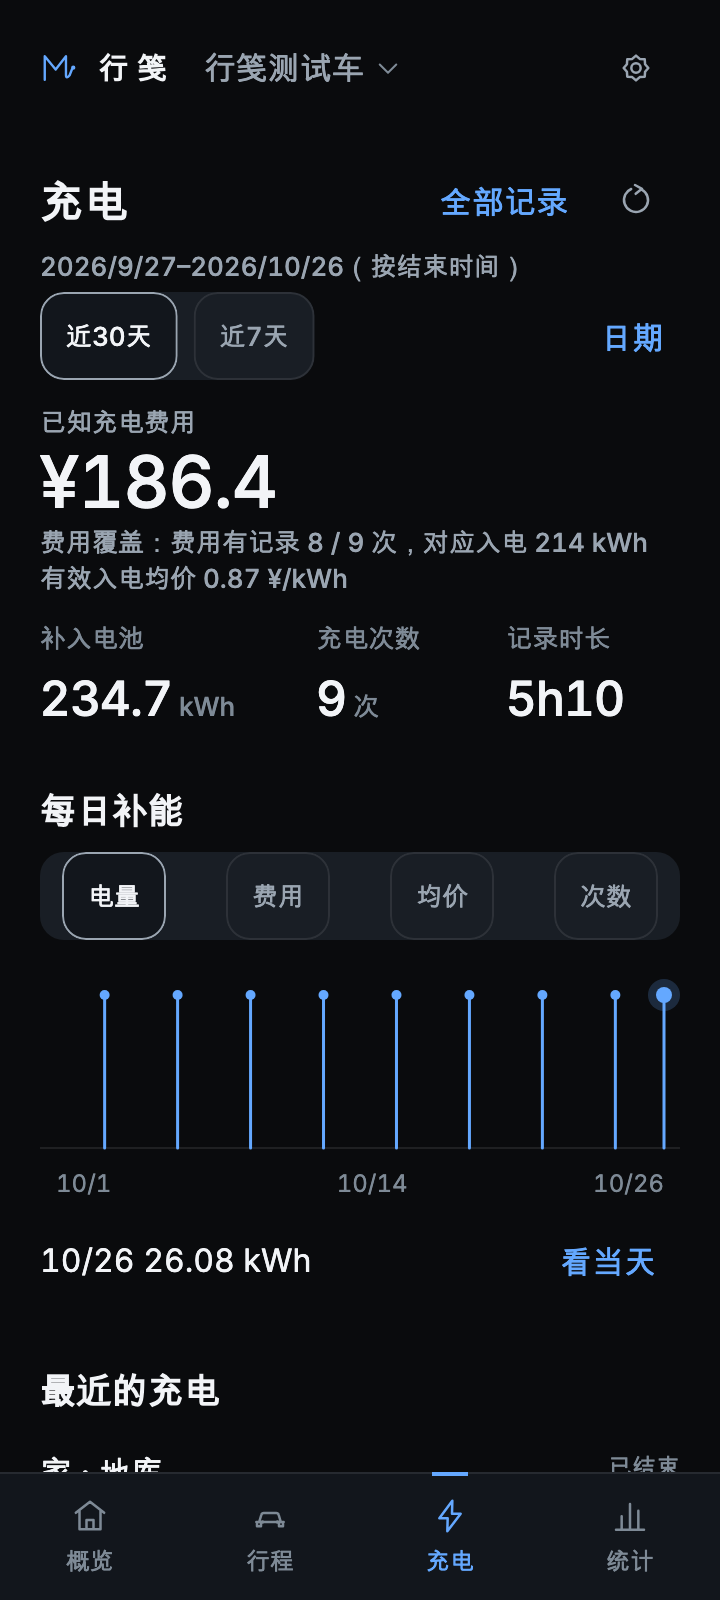 行笺 行笺测试车
充电 全部记录
2026/9/27–2026/10/26（按结束时间）
近30天 近7天 日期
已知充电费用
¥186.4
费用覆盖：费用有记录 8 / 9 次，对应入电 214 kWh
有效入电均价 0.87 ¥/kWh
补入电池 充电次数 记录时长
234.7 kWh 9 次 5h10
每日补能
电量 费用 均价 次数
10/1 10/14 10/26
10/26 26.08 kWh 看当天
最近的充电
家·地库 已结束
概览 行程 充电 统计